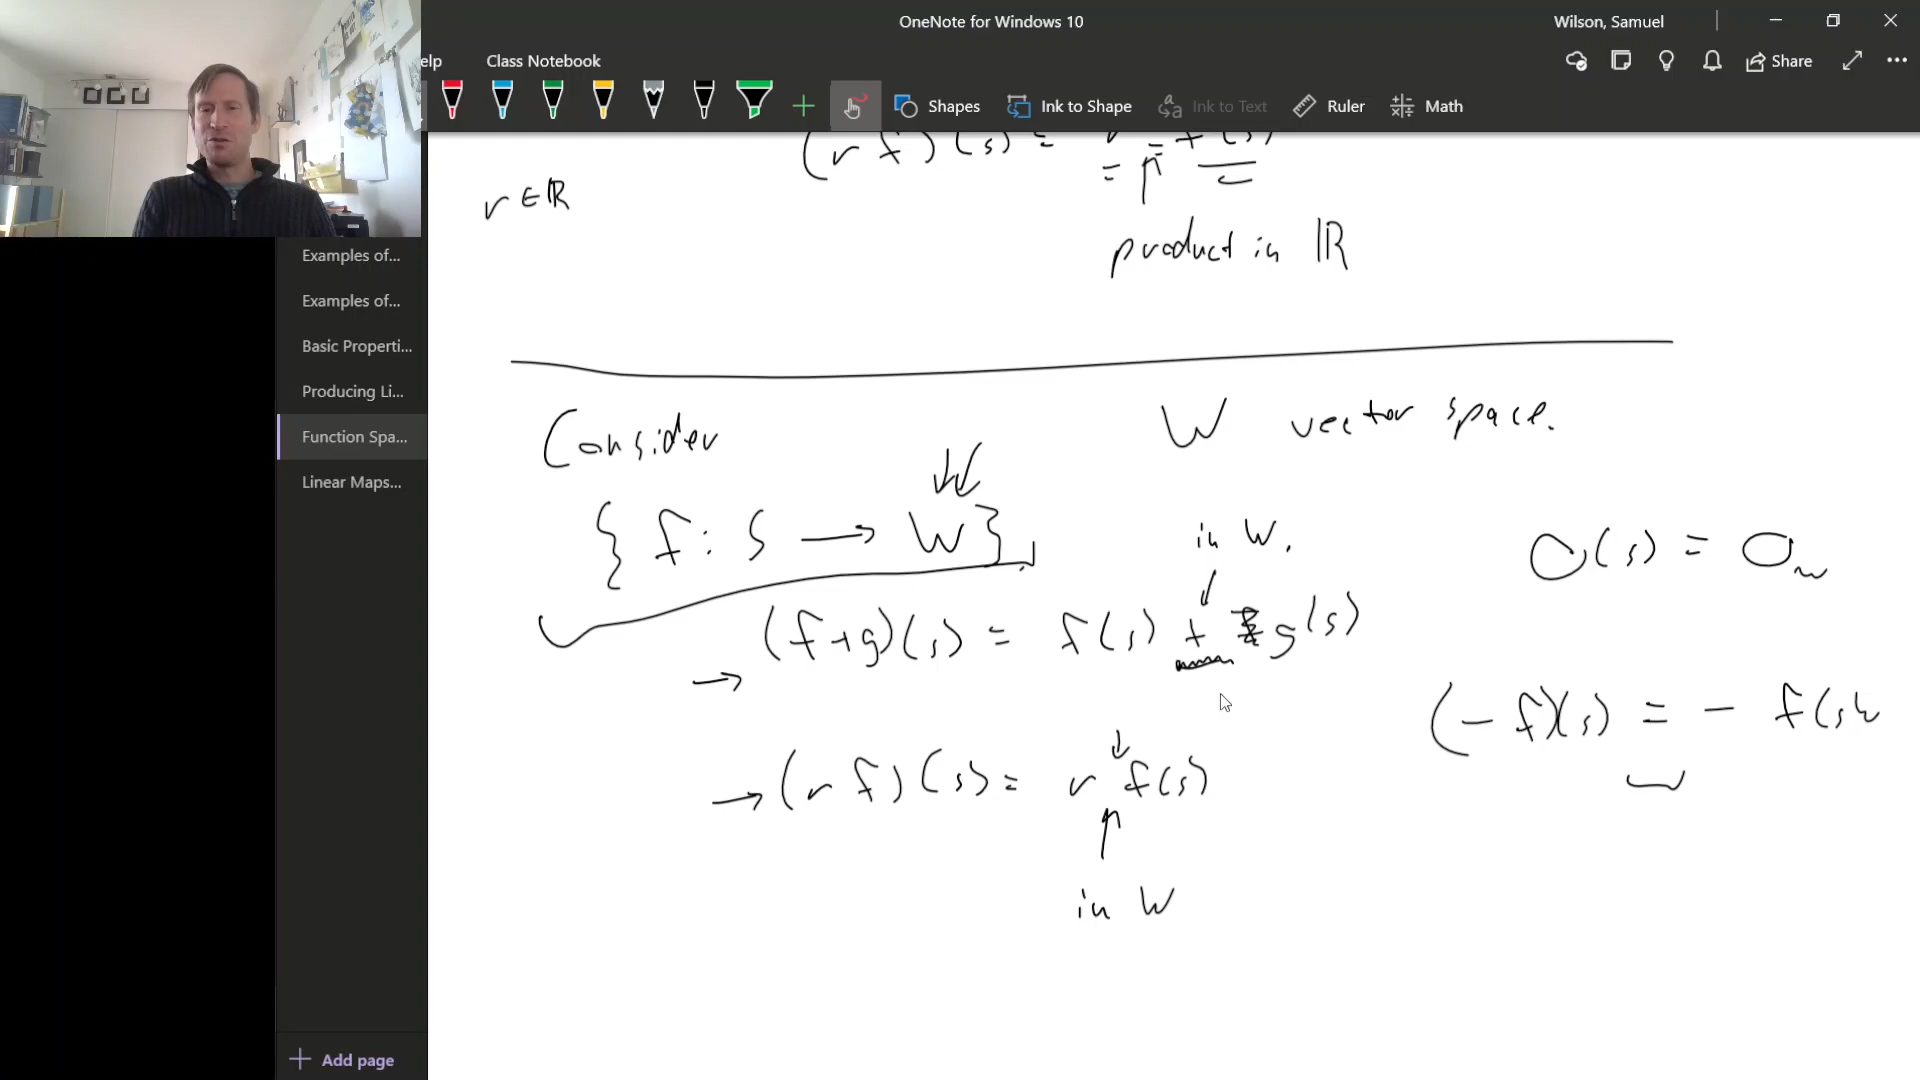 OneNote for Windows 10
Wilson, Samuel
elp
Class Notebook
Share
Shapes
Ink to Shape
Ink to Text
Ruler
Math
(r f)(s) = r f(s)
r ∈ ℝ
product in ℝ
Examples of...
Examples of...
Basic Properti...
Producing Li...
Function Spa...
Linear Maps...
Consider
W vector space.
{ f: S → W }
in W.
O(s) = O_w
(f+g)(s) = f(s) + g(s)
(-f)(s) = - f(s)
(r f)(s) = r f(s)
in W
Add page